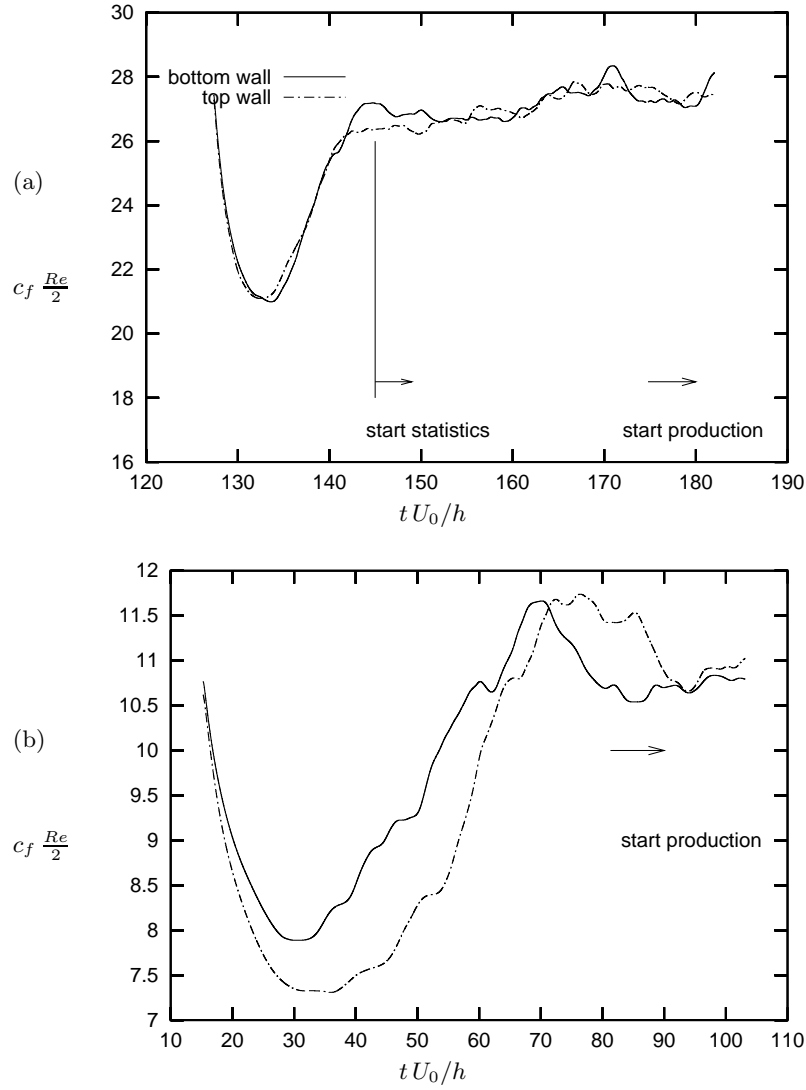 30
28
26
24
22
20
18
16
bottom wall
top wall
(a)
c_f Re/2
start statistics
start production
120 130 140 150 160 170 180 190
t U_0/h
12
11.5
11
10.5
10
9.5
9
8.5
8
7.5
7
(b)
c_f Re/2
start production
10 20 30 40 50 60 70 80 90 100 110
t U_0/h